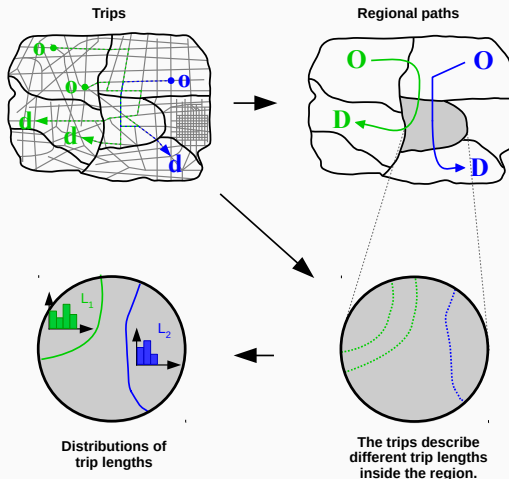 Trips
Regional paths
o
o
o
d
d
d
O
O
D
D
L1
L2
Distributions of
trip lengths
The trips describe
different trip lengths
inside the region.